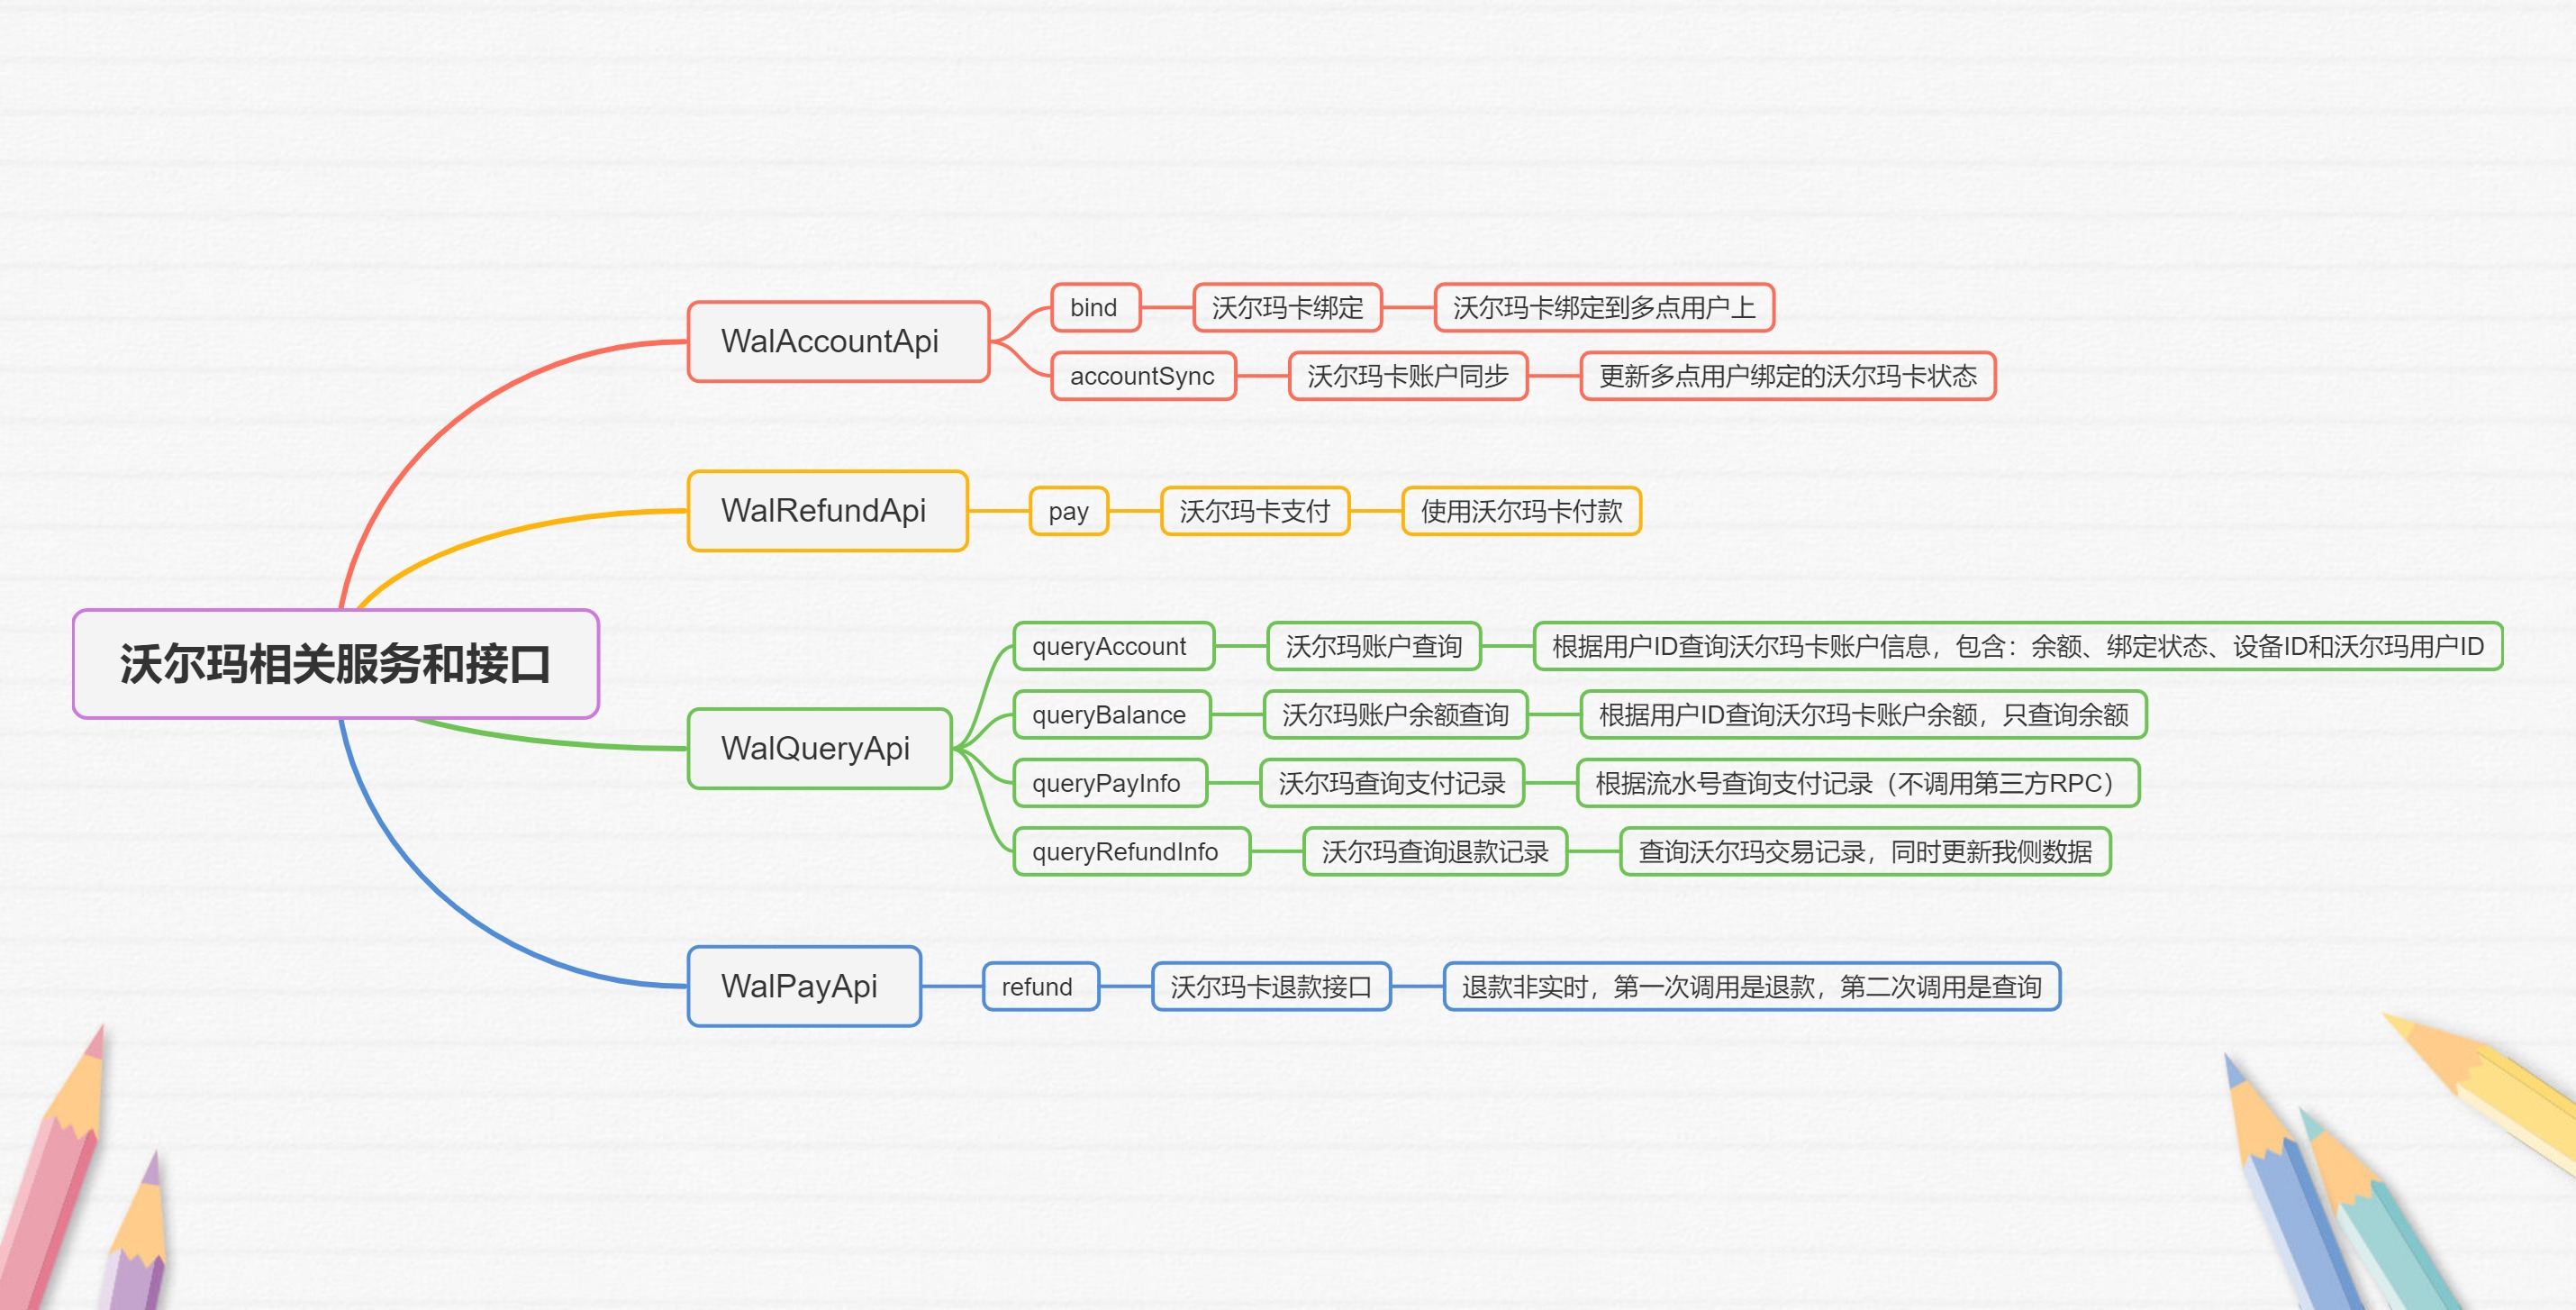 沃尔玛相关服务和接口
WalAccountApi
bind
沃尔玛卡绑定
沃尔玛卡绑定到多点用户上
accountSync
沃尔玛卡账户同步
更新多点用户绑定的沃尔玛卡状态
WalRefundApi
pay
沃尔玛卡支付
使用沃尔玛卡付款
WalQueryApi
queryAccount
沃尔玛账户查询
根据用户ID查询沃尔玛卡账户信息，包含：余额、绑定状态、设备ID和沃尔玛用户ID
queryBalance
沃尔玛账户余额查询
根据用户ID查询沃尔玛卡账户余额，只查询余额
queryPayInfo
沃尔玛查询支付记录
根据流水号查询支付记录（不调用第三方RPC）
queryRefundInfo
沃尔玛查询退款记录
查询沃尔玛交易记录，同时更新我侧数据
WalPayApi
refund
沃尔玛卡退款接口
退款非实时，第一次调用是退款，第二次调用是查询